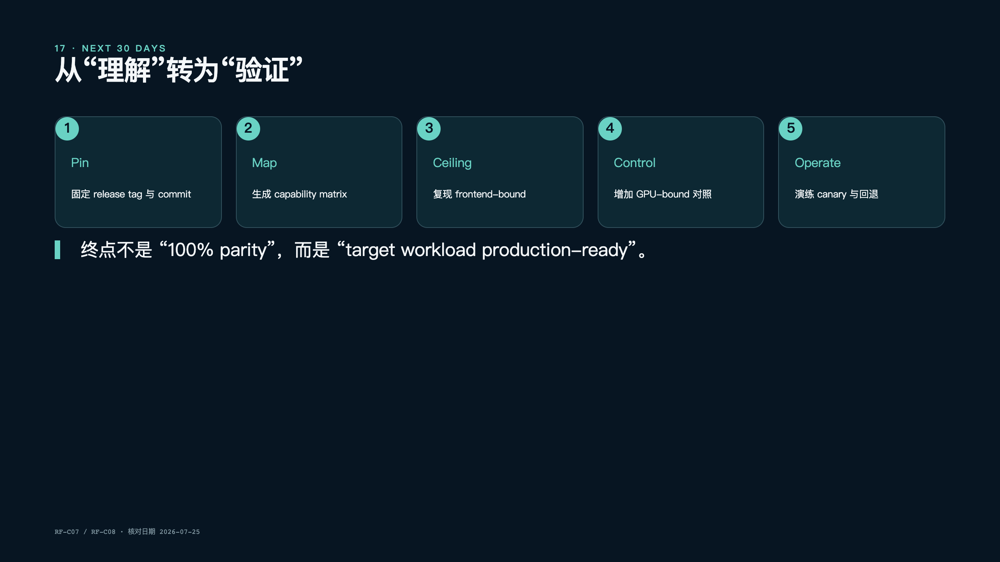 17 · NEXT 30 DAYS
从“理解”转为“验证”
1
Pin
固定 release tag 与 commit
2
Map
生成 capability matrix
3
Ceiling
复现 frontend-bound
4
Control
增加 GPU-bound 对照
5
Operate
演练 canary 与回退
终点不是 “100% parity”，而是 “target workload production-ready”。
RF-C07 / RF-C08 · 核对日期 2026-07-25